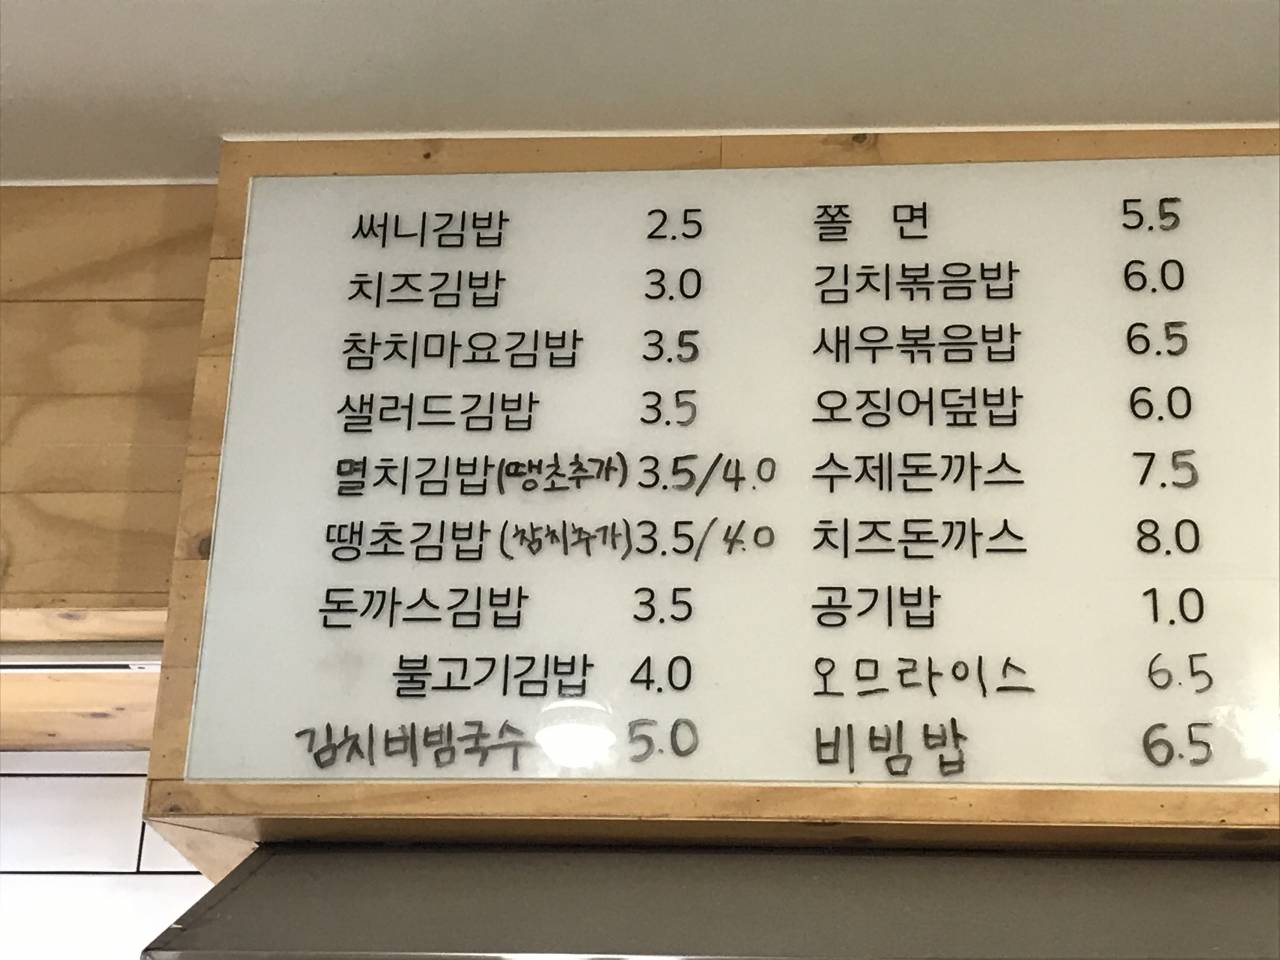 써니김밥 2.5
치즈김밥 3.0
참치마요김밥 3.5
샐러드김밥 3.5
멸치김밥(땡초추가) 3.5/4.0
땡초김밥(참치추가) 3.5/4.0
돈까스김밥 3.5
불고기김밥 4.0
김치비빔국수 5.0
쫄 면 5.5
김치볶음밥 6.0
새우볶음밥 6.5
오징어덮밥 6.0
수제돈까스 7.5
치즈돈까스 8.0
공기밥 1.0
오므라이스 6.5
비빔밥 6.5